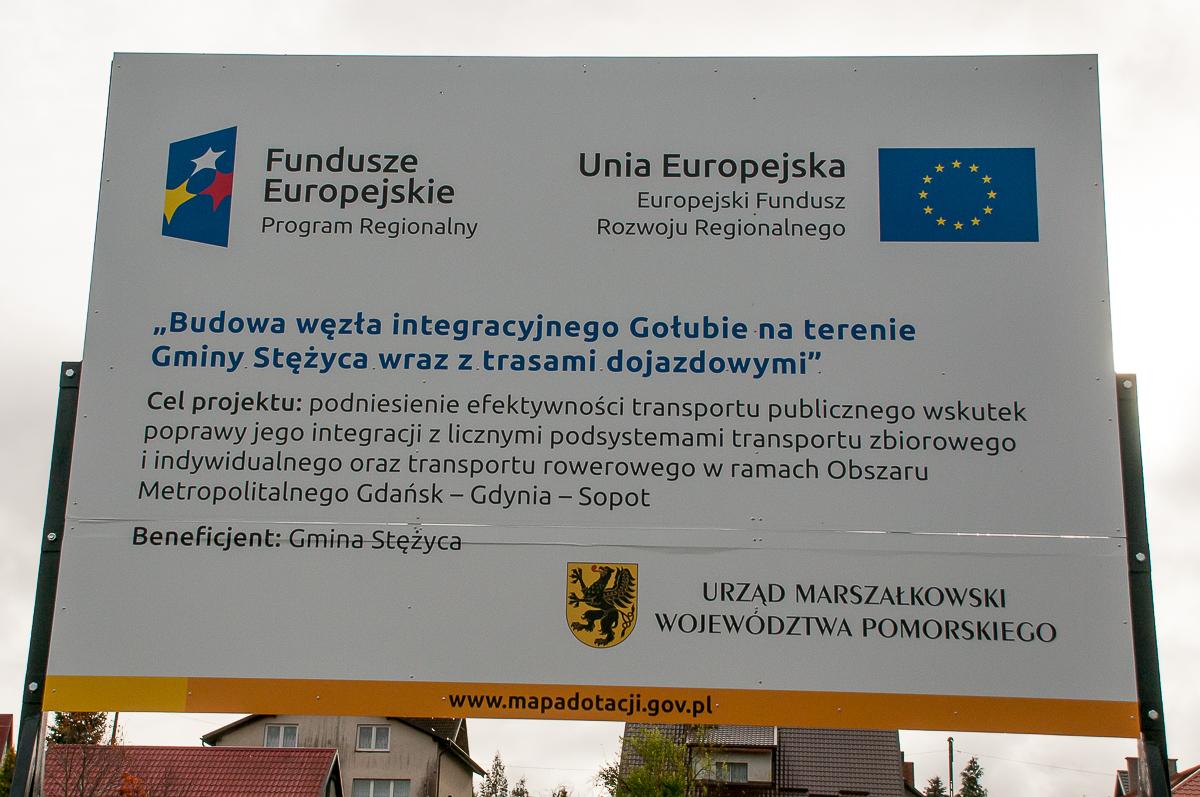 Fundusze
Europejskie
Program Regionalny
Unia Europejska
Europejski Fundusz
Rozwoju Regionalnego
„Budowa węzła integracyjnego Gołubie na terenie
Gminy Stężyca wraz z trasami dojazdowymi”
Cel projektu: podniesienie efektywności transportu publicznego wskutek
poprawy jego integracji z licznymi podsystemami transportu zbiorowego
i indywidualnego oraz transportu rowerowego w ramach Obszaru
Metropolitalnego Gdańsk – Gdynia – Sopot
Beneficjent: Gmina Stężyca
URZĄD MARSZAŁKOWSKI
WOJEWÓDZTWA POMORSKIEGO
www.mapadotacji.gov.pl